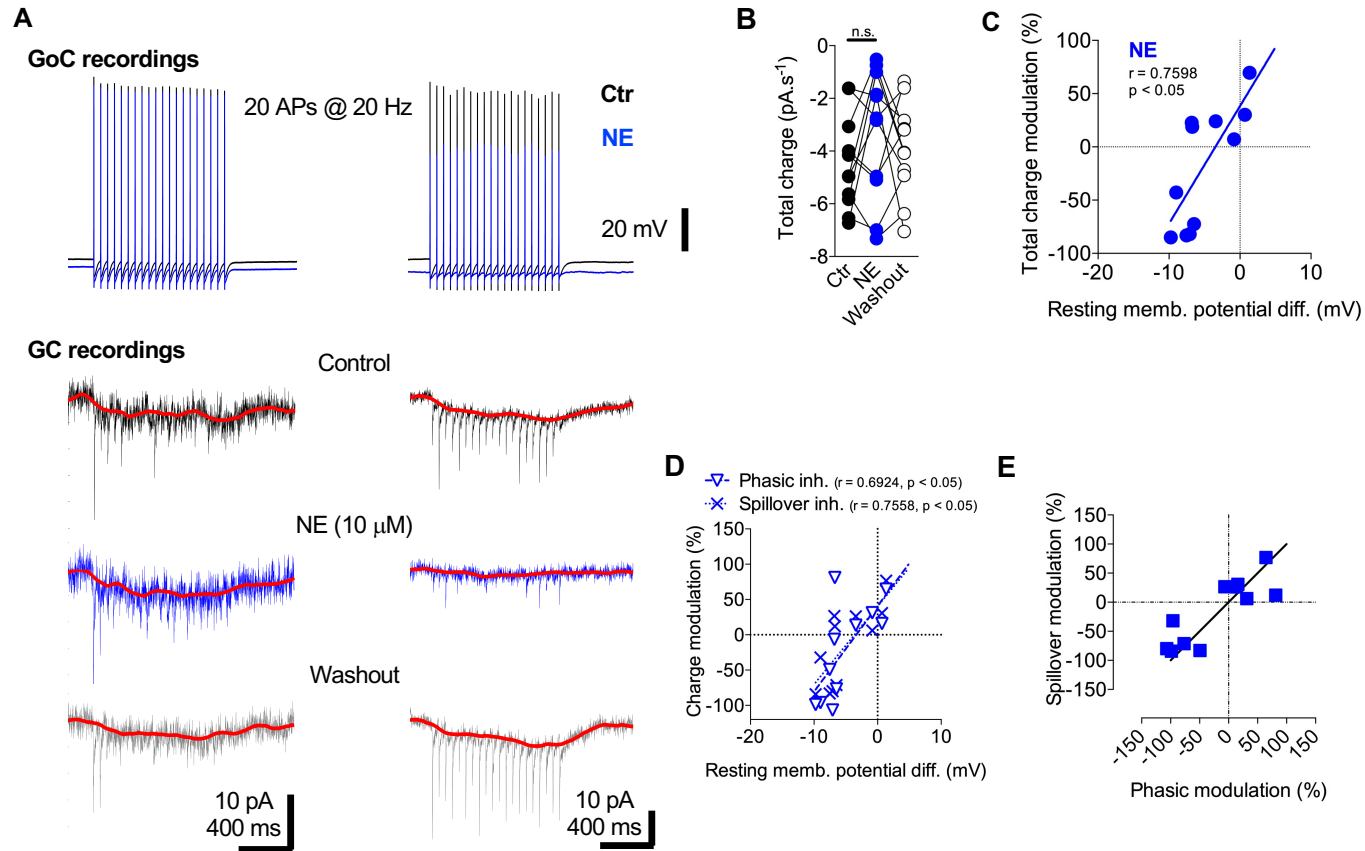 A
GoC recordings
20 APs @ 20 Hz
Ctr
NE
20 mV
GC recordings
Control
NE (10 μM)
Washout
10 pA
400 ms
10 pA
400 ms
B
n.s.
Total charge (pA.s⁻¹)
0
-2
-4
-6
-8
Ctr
NE
Washout
C
Total charge modulation (%)
NE
r = 0.7598
p < 0.05
100
50
0
-50
-100
-20 -10 0 10
Resting memb. potential diff. (mV)
D
Phasic inh. (r = 0.6924, p < 0.05)
Spillover inh. (r = 0.7558, p < 0.05)
Charge modulation (%)
150
100
50
0
-50
-100
-20 -10 0 10
Resting memb. potential diff. (mV)
E
Spillover modulation (%)
150
100
50
0
-50
-100
-150
-150 -100 -50 0 50 100 150
Phasic modulation (%)